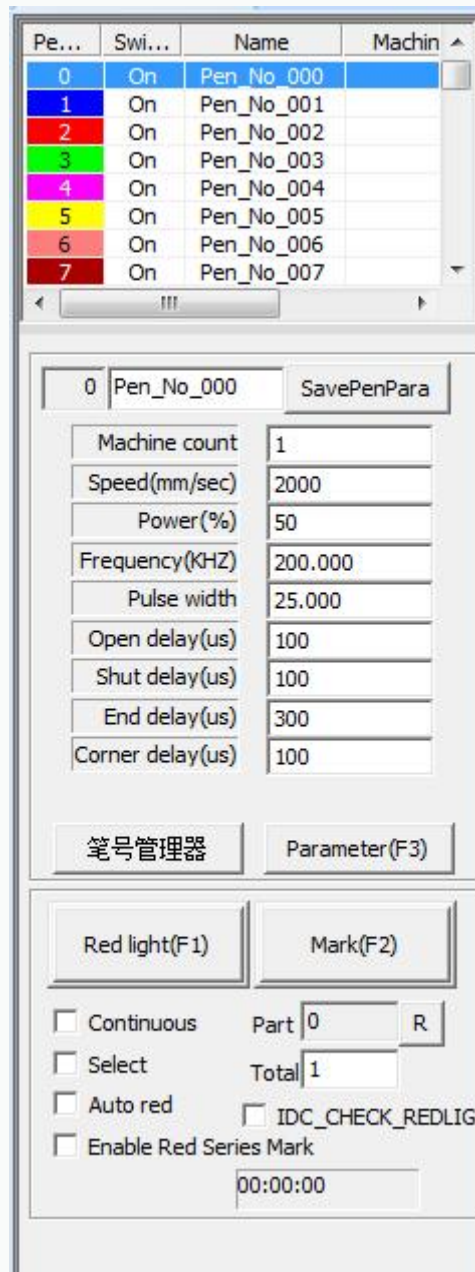 Pe... Swi... Name Machin
0 On Pen_No_000
1 On Pen_No_001
2 On Pen_No_002
3 On Pen_No_003
4 On Pen_No_004
5 On Pen_No_005
6 On Pen_No_006
7 On Pen_No_007
0 Pen_No_000 SavePenPara
Machine count 1
Speed(mm/sec) 2000
Power(%) 50
Frequency(KHZ) 200.000
Pulse width 25.000
Open delay(us) 100
Shut delay(us) 100
End delay(us) 300
Corner delay(us) 100
笔号管理器 Parameter(F3)
Red light(F1) Mark(F2)
Continuous Part 0 R
Select Total 1
Auto red IDC_CHECK_REDLIG
Enable Red Series Mark
00:00:00